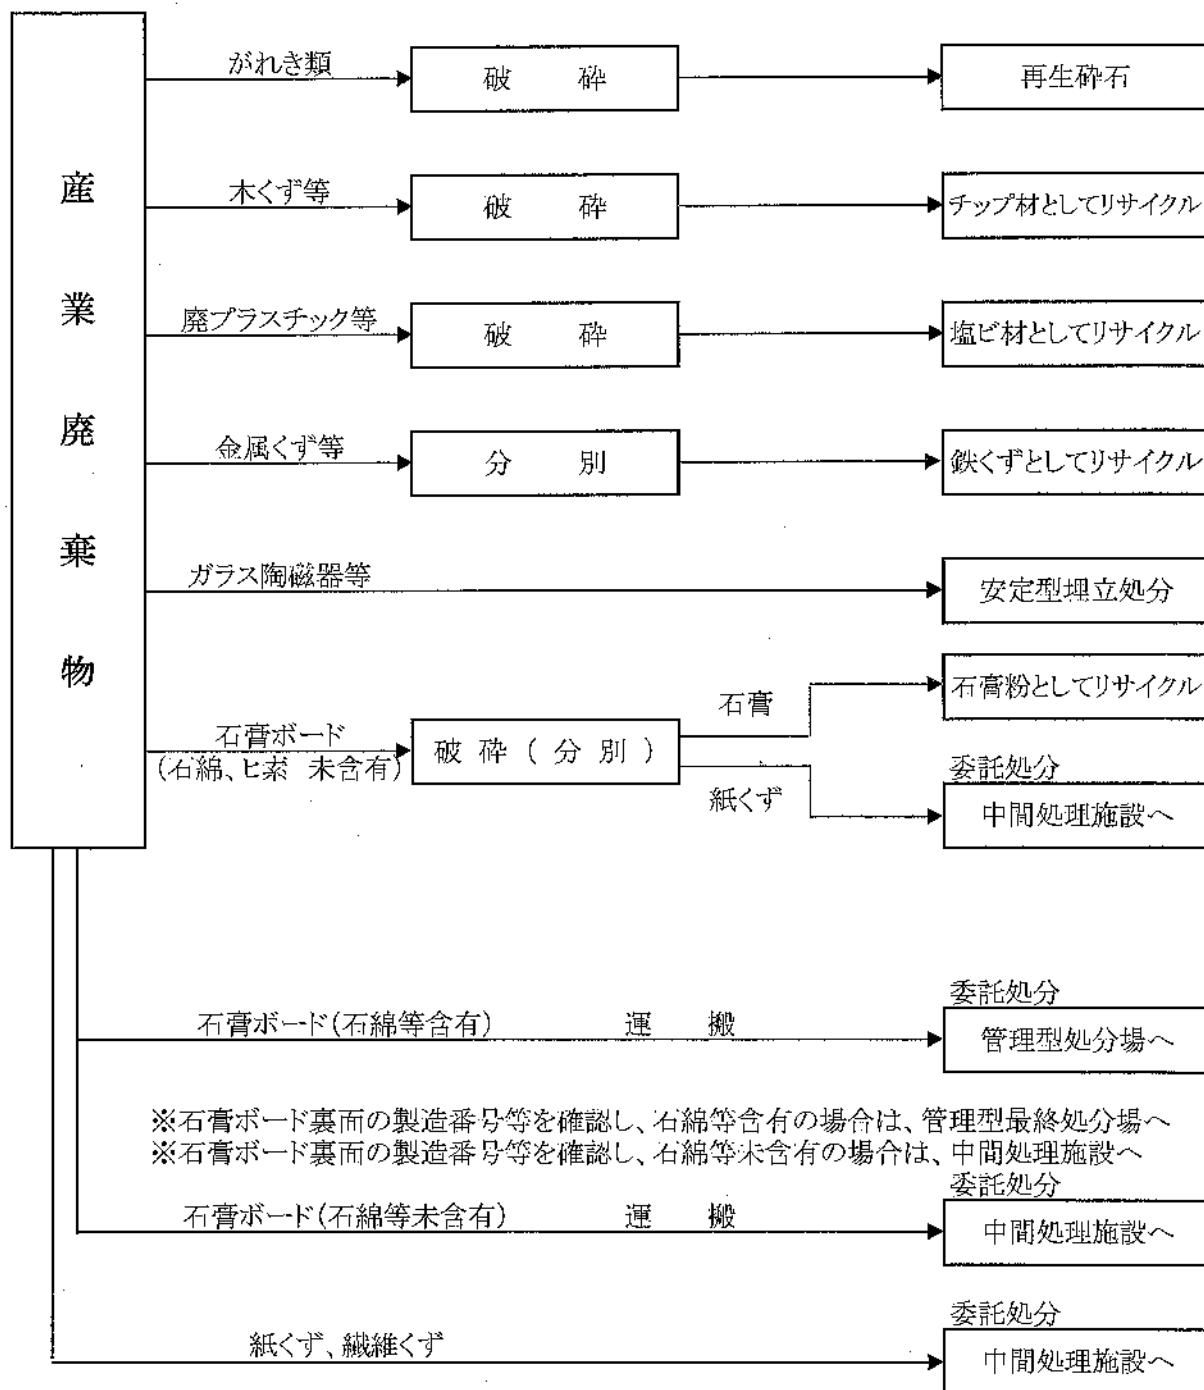 産業廃棄物
がれき類
破砕
再生砕石
木くず等
破砕
チップ材としてリサイクル
廃プラスチック等
破砕
塩ビ材としてリサイクル
金属くず等
分別
鉄くずとしてリサイクル
ガラス陶磁器等
安定型埋立処分
石膏ボード
(石綿、ヒ素 未含有)
破砕(分別)
石膏
石膏粉としてリサイクル
紙くず
委託処分
中間処理施設へ
石膏ボード(石綿等含有) 運搬
委託処分
管理型処分場へ
※石膏ボード裏面の製造番号等を確認し、石綿等含有の場合は、管理型最終処分場へ
※石膏ボード裏面の製造番号等を確認し、石綿等未含有の場合は、中間処理施設へ
石膏ボード(石綿等未含有) 運搬
委託処分
中間処理施設へ
紙くず、繊維くず
委託処分
中間処理施設へ